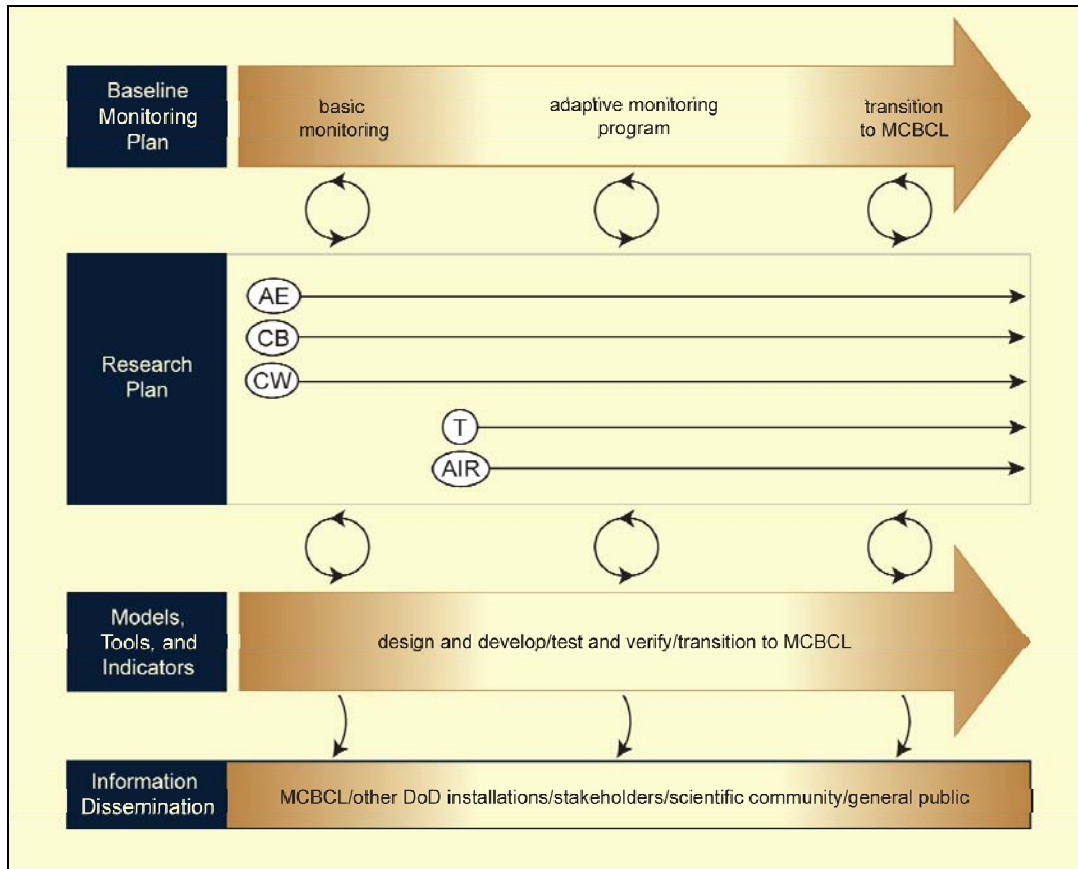 Baseline
Monitoring
Plan
basic
monitoring
adaptive monitoring
program
transition
to MCBCL
Research
Plan
AE
CB
CW
T
AIR
Models,
Tools, and
Indicators
design and develop/test and verify/transition to MCBCL
Information
Dissemination
MCBCL/other DoD installations/stakeholders/scientific community/general public